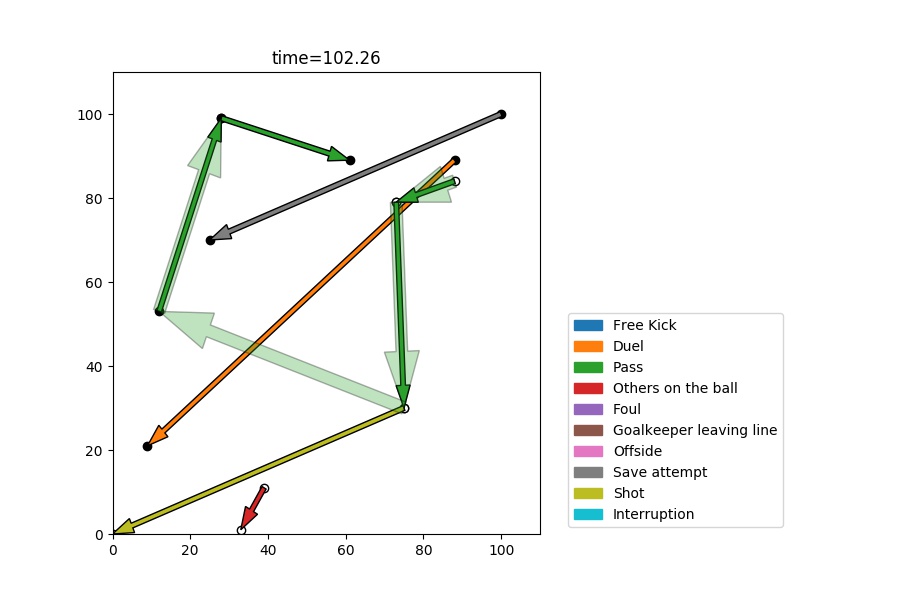 time=102.26
100
80
60
40
20
0
0 20 40 60 80 100
Free Kick
Duel
Pass
Others on the ball
Foul
Goalkeeper leaving line
Offside
Save attempt
Shot
Interruption